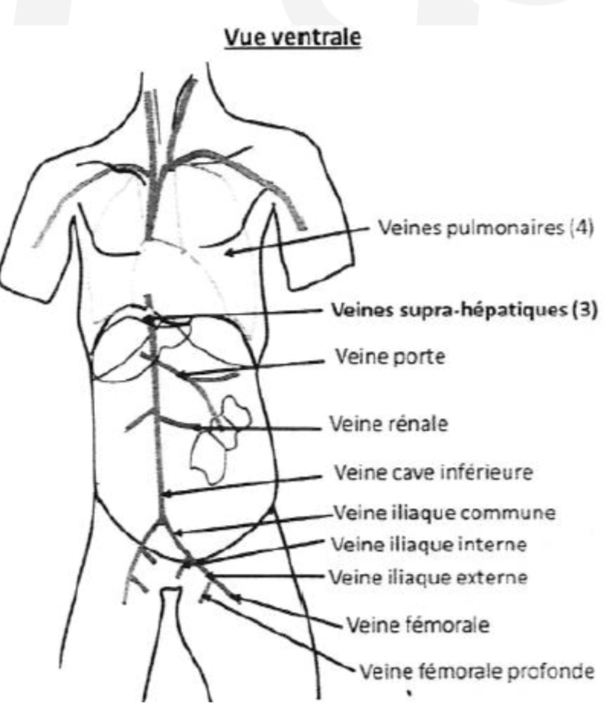 Vue ventrale
Veines pulmonaires (4)
Veines supra-hépatiques (3)
Veine porte
Veine rénale
Veine cave inférieure
Veine iliaque commune
Veine iliaque interne
Veine iliaque externe
Veine fémorale
Veine fémorale profonde